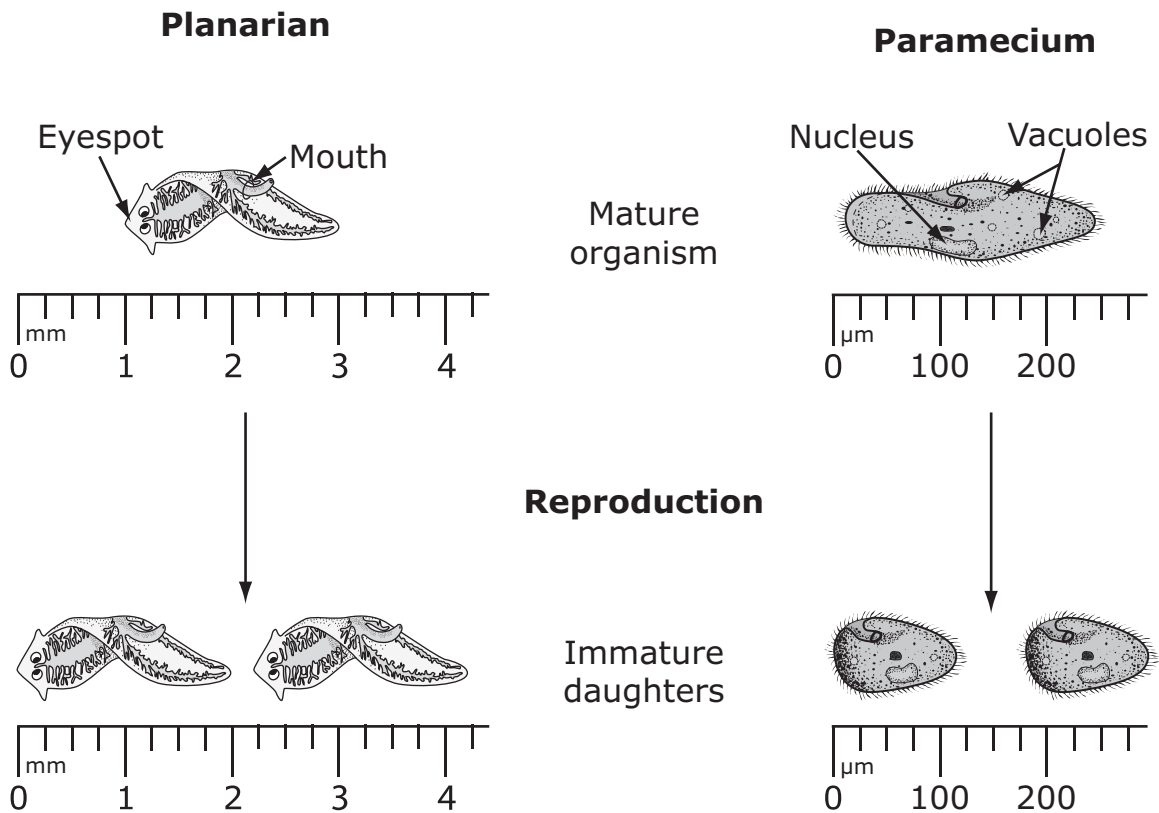 Planarian
Paramecium
Eyespot
Mouth
Nucleus
Vacuoles
Mature
organism
mm
0 1 2 3 4
µm
0 100 200
Reproduction
Immature
daughters
mm
0 1 2 3 4
µm
0 100 200